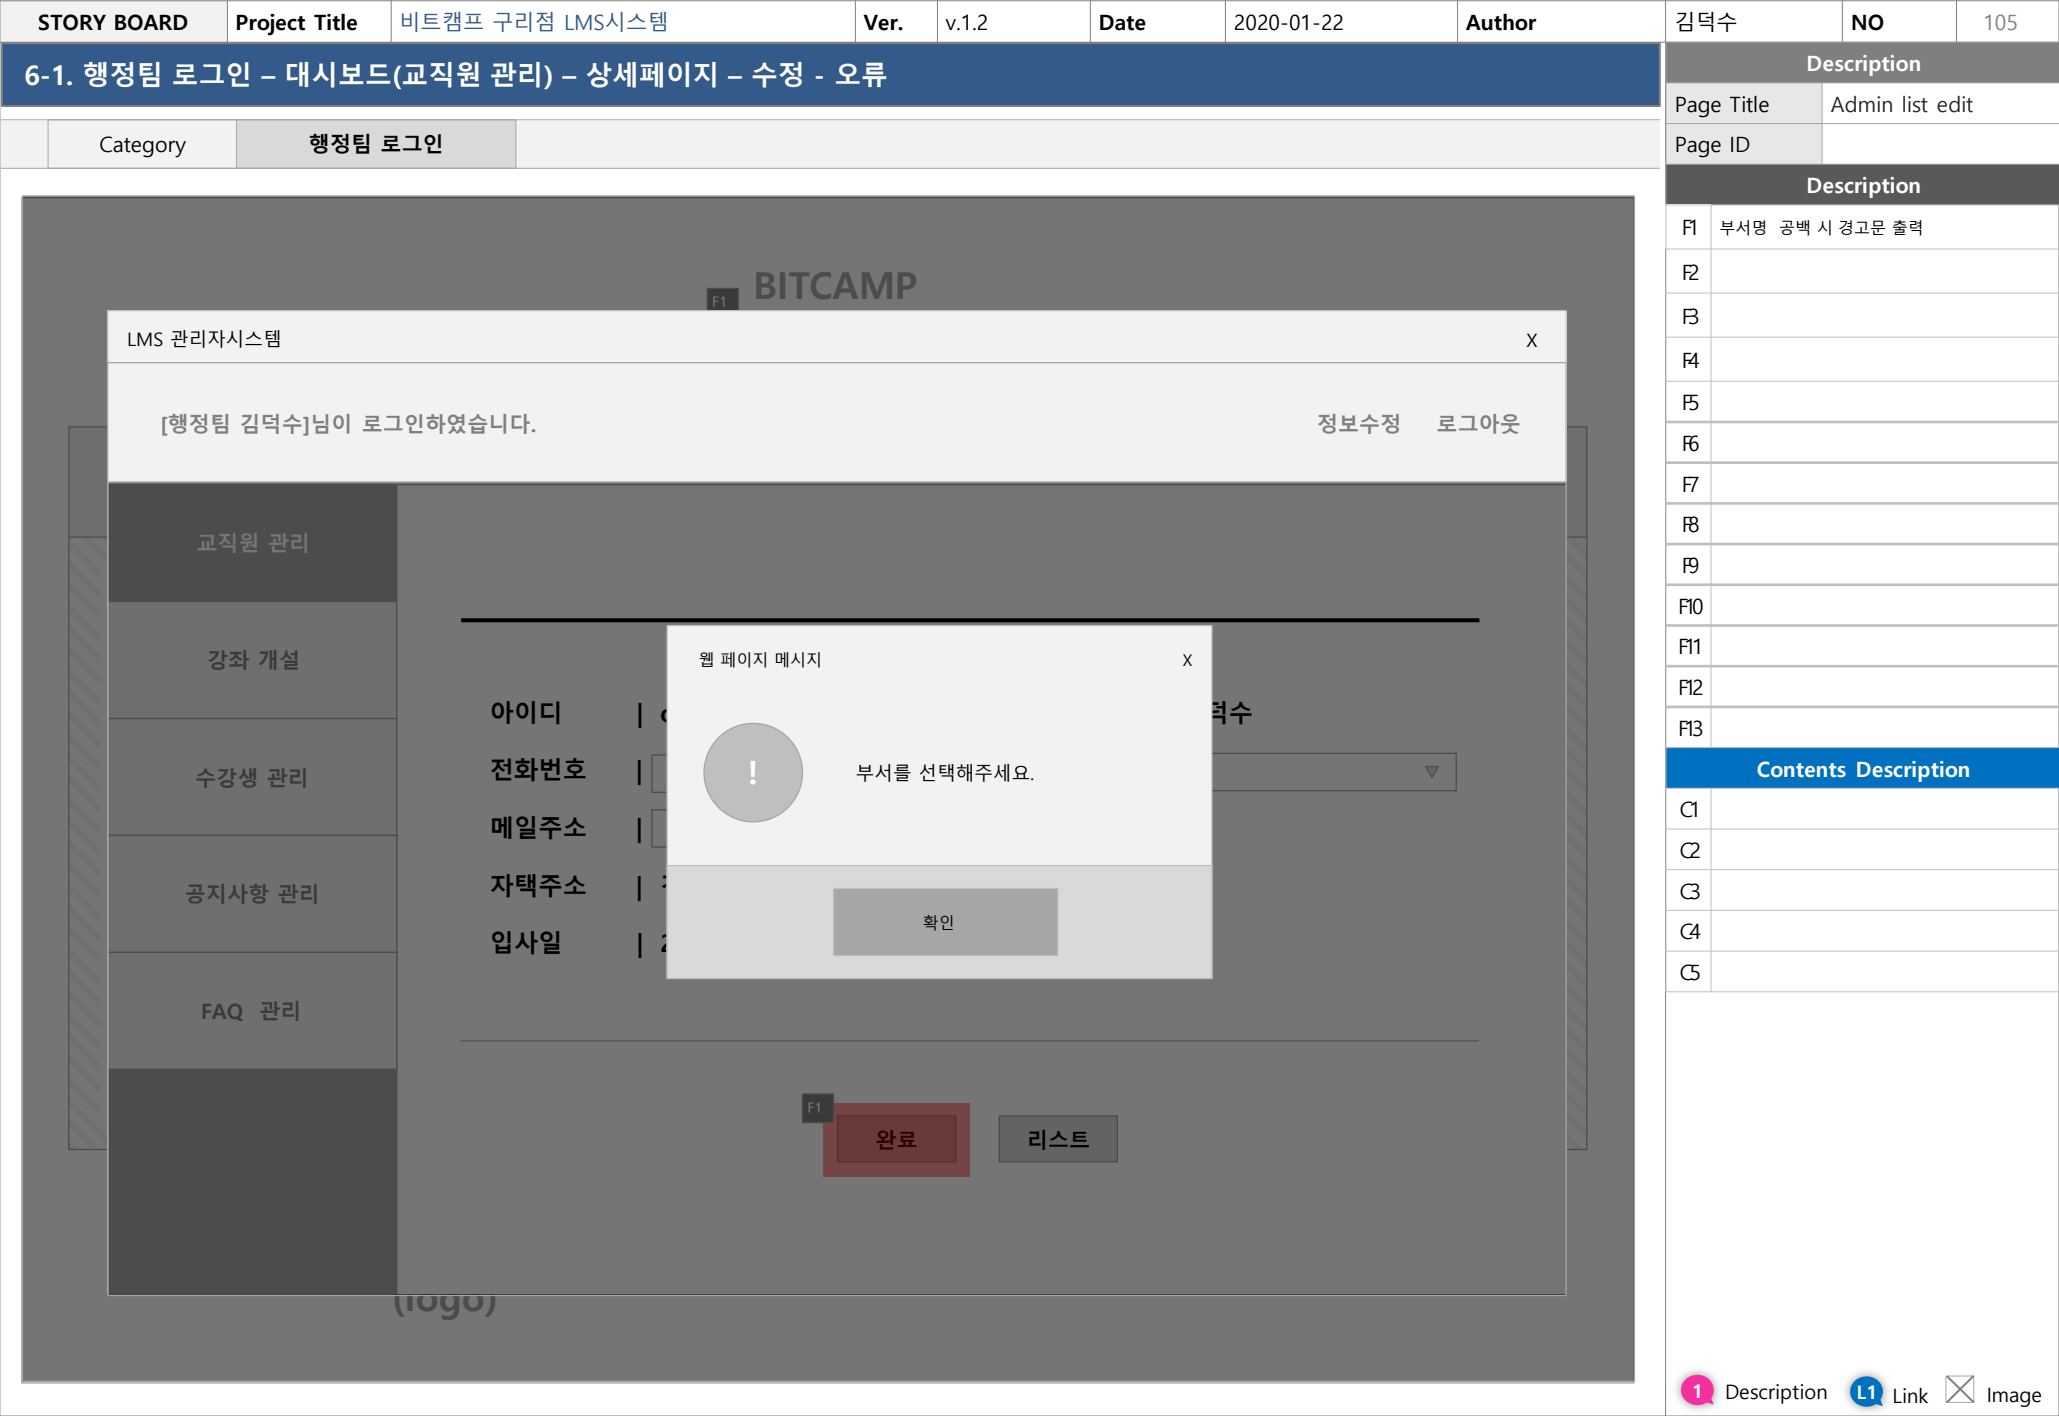 STORY BOARD Project Title 비트캠프 구리점 LMS시스템 Ver. v.1.2 Date 2020-01-22 Author 김덕수 NO 105
6-1. 행정팀 로그인 – 대시보드(교직원 관리) – 상세페이지 – 수정 - 오류
Category 행정팀 로그인
BITCAMP
F1
LMS 관리자시스템 X
[행정팀 김덕수]님이 로그인하였습니다. 정보수정 로그아웃
교직원 관리
강좌 개설
수강생 관리
공지사항 관리
FAQ 관리
웹 페이지 메시지 X
! 부서를 선택해주세요.
확인
아이디 |
덕수
전화번호 | ▽
메일주소 |
자택주소 |
입사일 | 2
F1
완료 리스트
(logo)
Description
Page Title Admin list edit
Page ID
Description
F1 부서명 공백 시 경고문 출력
F2
F3
F4
F5
F6
F7
F8
F9
F10
F11
F12
F13
Contents Description
C1
C2
C3
C4
C5
1 Description L1 Link Image